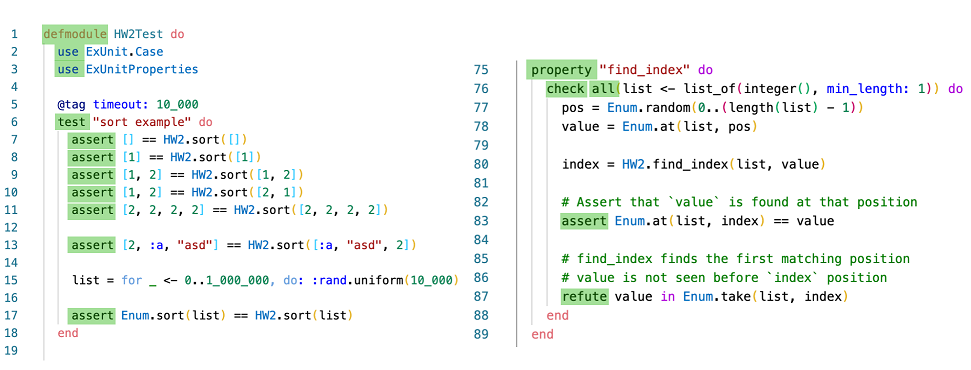 1 defmodule HW2Test do
2 use ExUnit.Case
3 use ExUnitProperties
4
5 @tag timeout: 10_000
6 test "sort example" do
7 assert [] == HW2.sort([])
8 assert [1] == HW2.sort([1])
9 assert [1, 2] == HW2.sort([1, 2])
10 assert [1, 2] == HW2.sort([2, 1])
11 assert [2, 2, 2, 2] == HW2.sort([2, 2, 2, 2])
12
13 assert [2, :a, "asd"] == HW2.sort([:a, "asd", 2])
14
15 list = for _ <- 0..1_000_000, do: :rand.uniform(10_000)
16
17 assert Enum.sort(list) == HW2.sort(list)
18 end
19
75 property "find_index" do
76 check all(list <- list_of(integer(), min_length: 1)) do
77 pos = Enum.random(0..(length(list) - 1))
78 value = Enum.at(list, pos)
79
80 index = HW2.find_index(list, value)
81
82 # Assert that `value` is found at that position
83 assert Enum.at(list, index) == value
84
85 # find_index finds the first matching position
86 # value is not seen before `index` position
87 refute value in Enum.take(list, index)
88 end
89 end